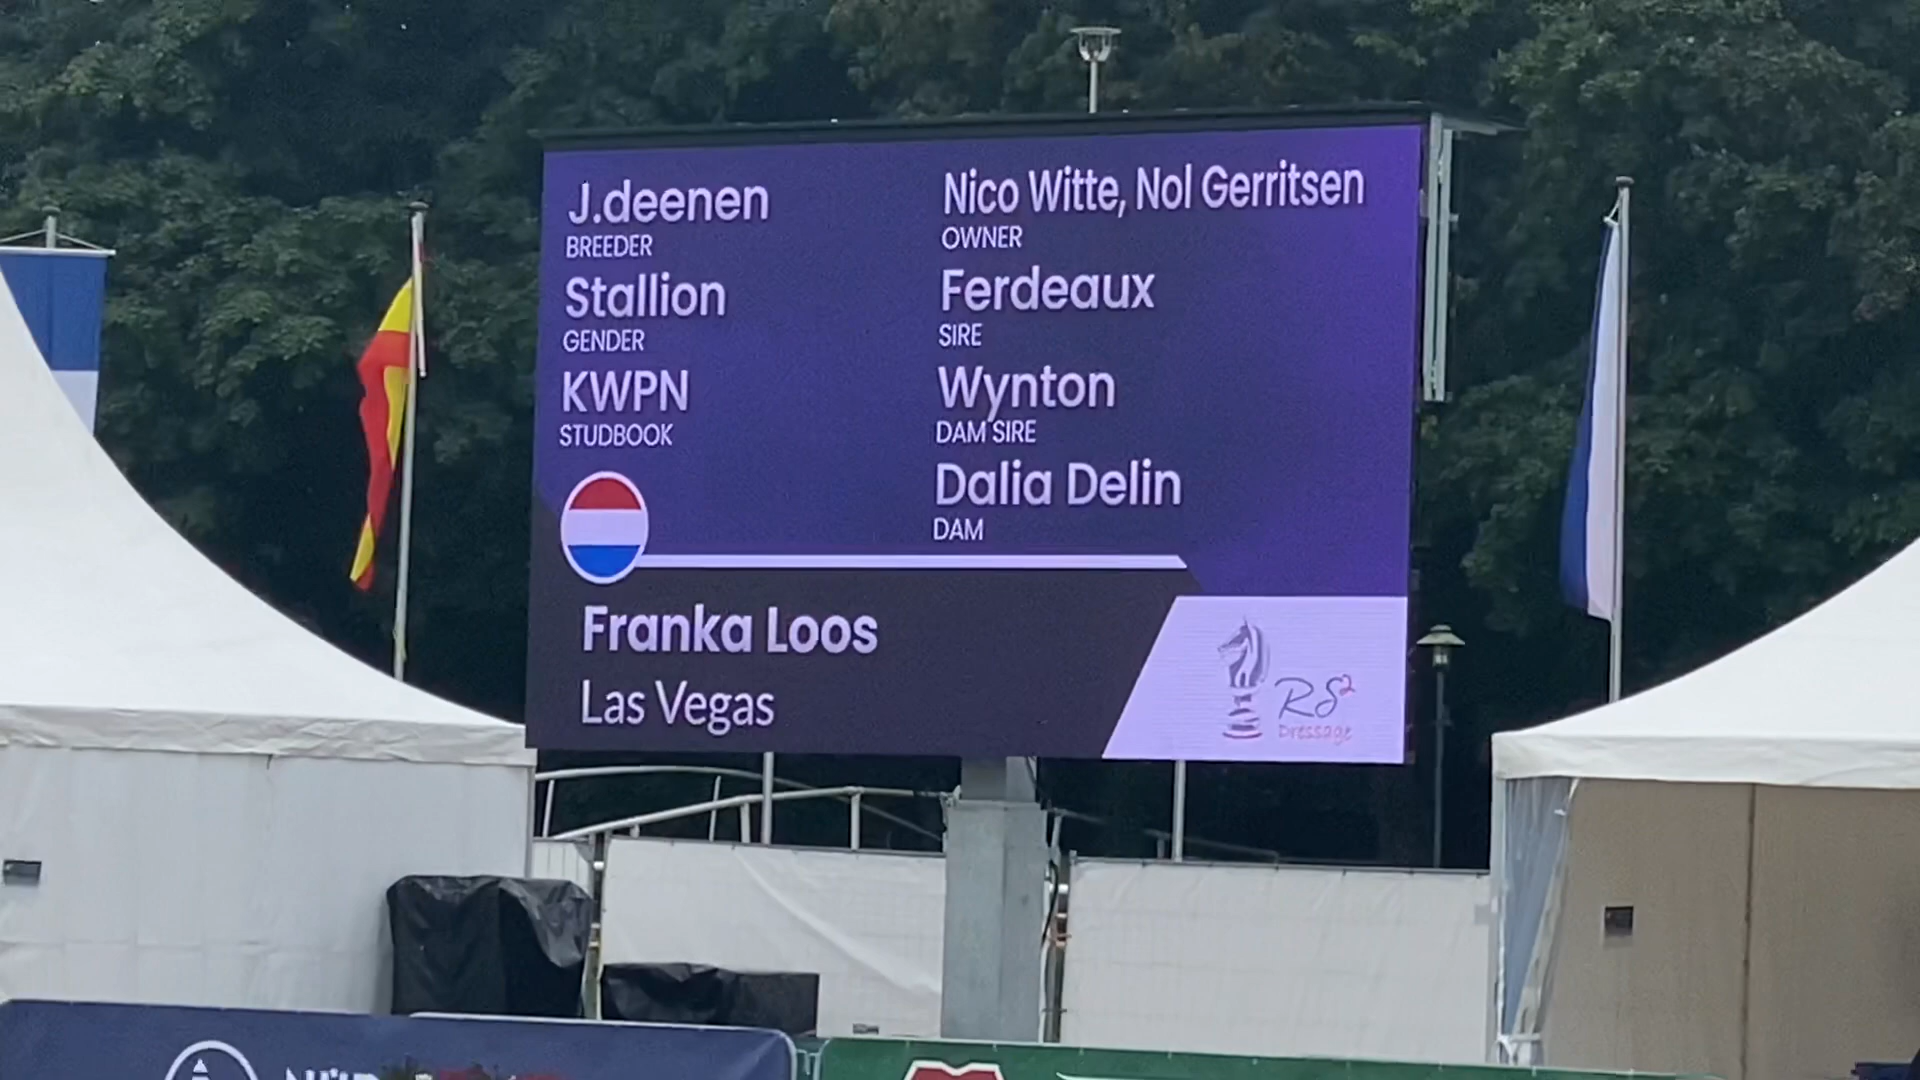 J.deenen
BREEDER
Stallion
GENDER
KWPN
STUDBOOK
Nico Witte, Nol Gerritsen
OWNER
Ferdeaux
SIRE
Wynton
DAM SIRE
Dalia Delin
DAM
Franka Loos
Las Vegas
RS2
Dressage